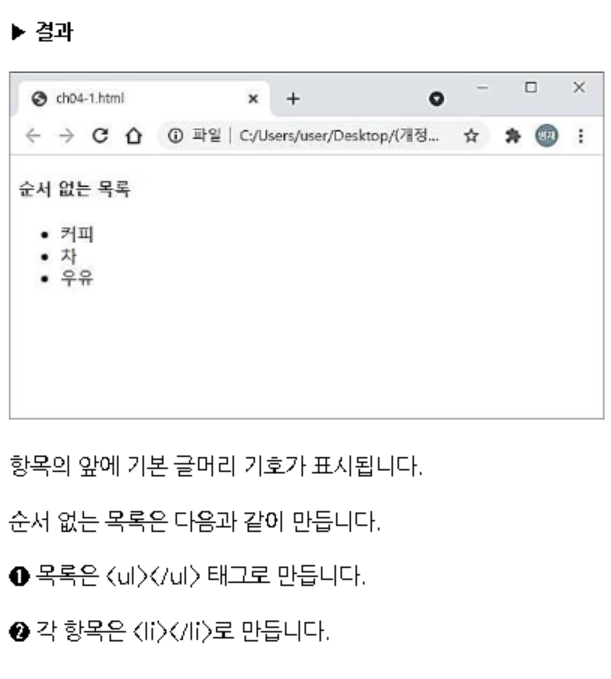 ▶ 결과
ch04-1.html
파일 | C:/Users/user/Desktop/(개정...
순서 없는 목록
• 커피
• 차
• 우유
항목의 앞에 기본 글머리 기호가 표시됩니다.
순서 없는 목록은 다음과 같이 만듭니다.
❶ 목록은 〈ul〉〈/ul〉 태그로 만듭니다.
❷ 각 항목은 〈li〉〈/li〉로 만듭니다.